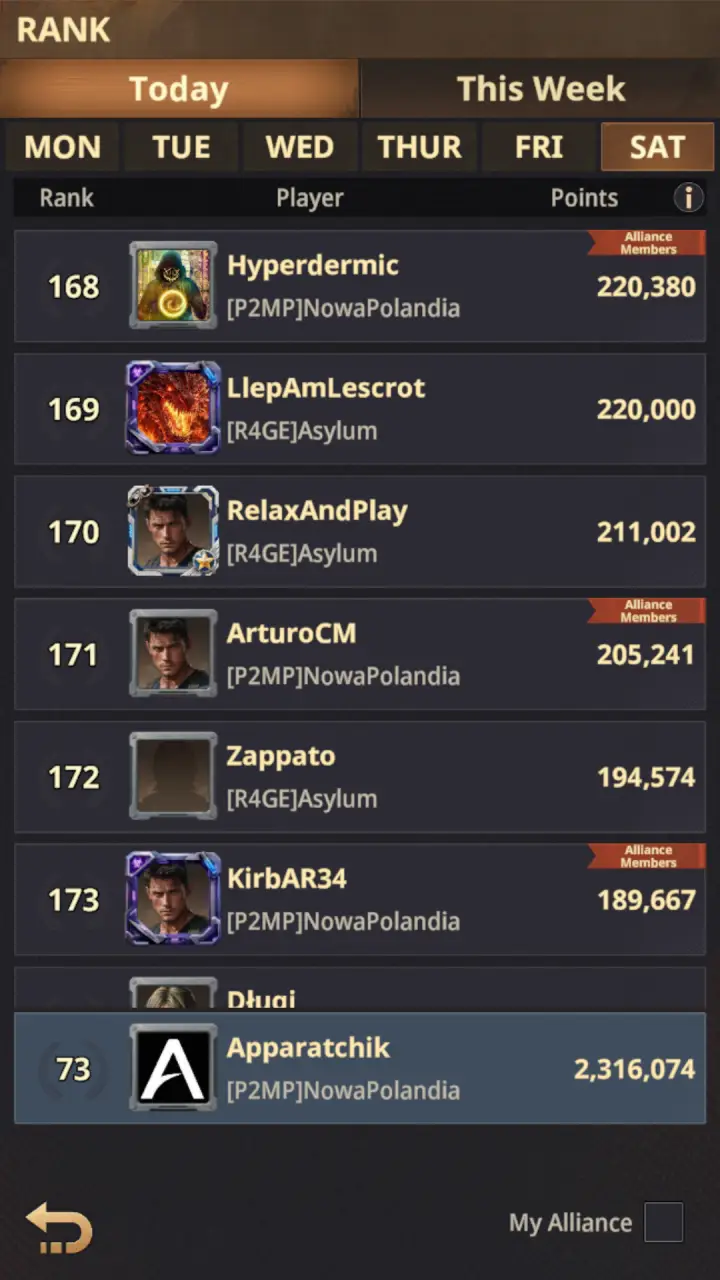 RANK
Today This Week
MON TUE WED THUR FRI SAT
Rank Player Points
Alliance
Members
168 Hyperdermic 220,380
[P2MP]NowaPolandia
169 LlepAmLescrot 220,000
[R4GE]Asylum
170 RelaxAndPlay 211,002
[R4GE]Asylum
Alliance
Members
171 ArturoCM 205,241
[P2MP]NowaPolandia
172 Zappato 194,574
[R4GE]Asylum
Alliance
Members
173 KirbAR34 189,667
[P2MP]NowaPolandia
Długi
73 Apparatchik 2,316,074
[P2MP]NowaPolandia
My Alliance